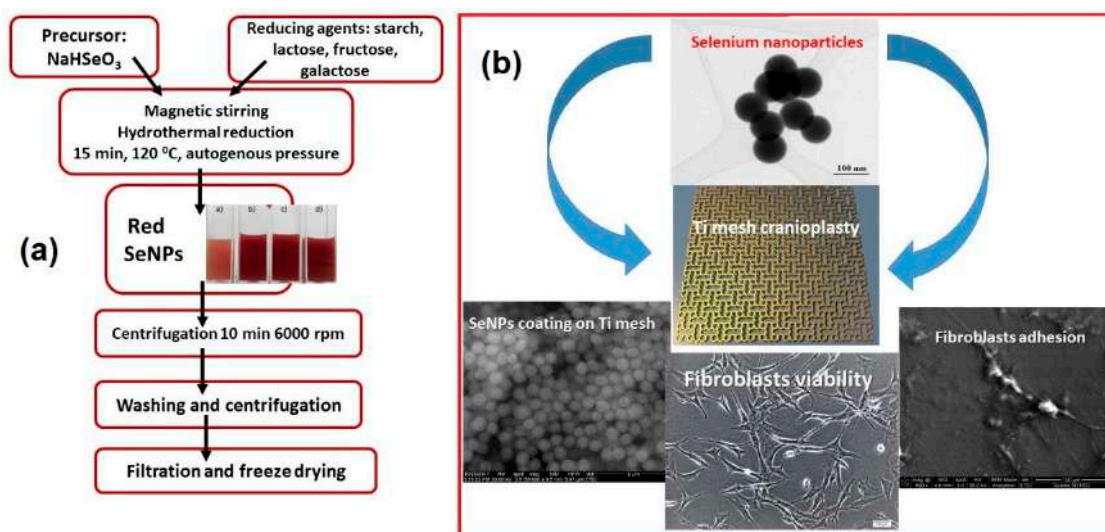 Precursor:
NaHSeO3
Reducing agents: starch,
lactose, fructose,
galactose
Magnetic stirring
Hydrothermal reduction
15 min, 120 ⁰C, autogenous pressure
(a)
Red
SeNPs
a) b) c) d)
Centrifugation 10 min 6000 rpm
Washing and centrifugation
Filtration and freeze drying
(b)
Selenium nanoparticles
100 nm
Ti mesh cranioplasty
SeNPs coating on Ti mesh
Fibroblasts viability
Fibroblasts adhesion